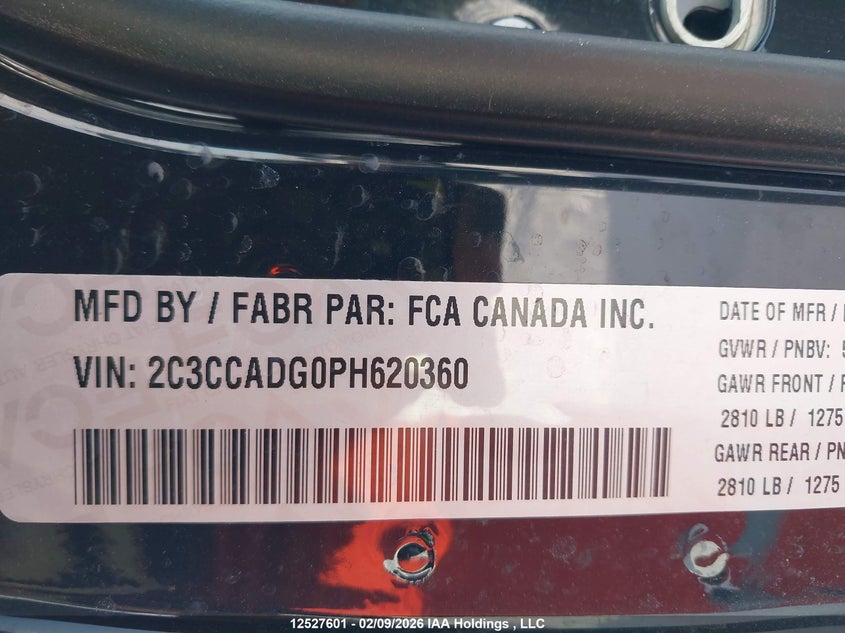 MFD BY / FABR PAR: FCA CANADA INC.
VIN: 2C3CCADG0PH620360
DATE OF MFR /
GVWR / PNBV: 5
GAWR FRONT /
2810 LB / 1275
GAWR REAR / PN
2810 LB / 1275
12527601 - 02/09/2026 IAA Holdings , LLC